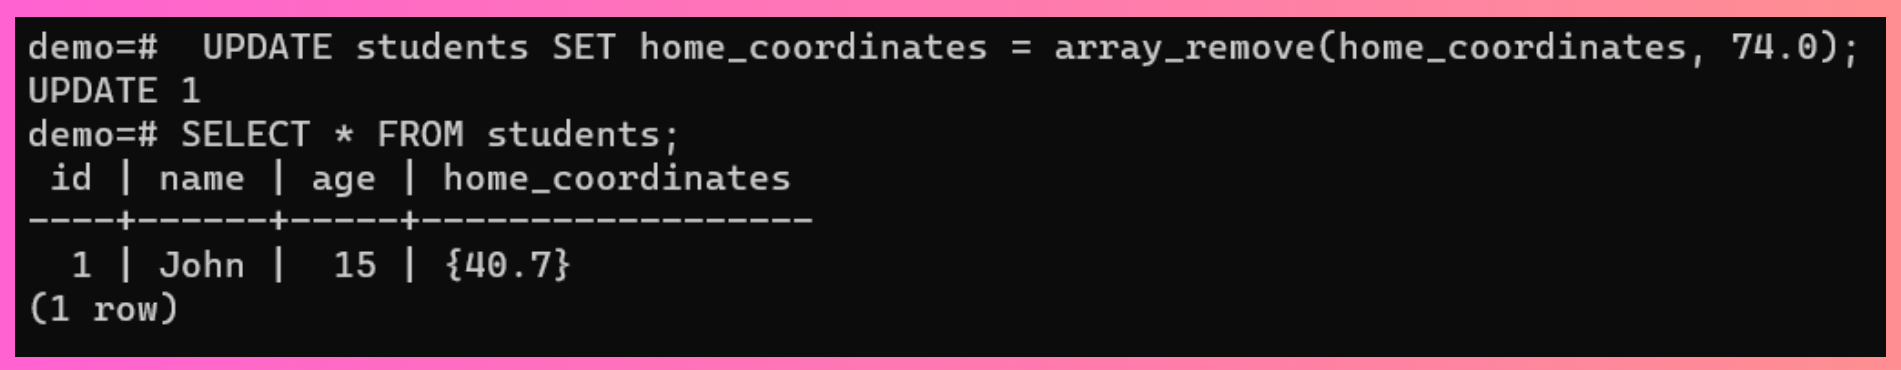 demo=#  UPDATE students SET home_coordinates = array_remove(home_coordinates, 74.0);
UPDATE 1
demo=# SELECT * FROM students;
 id | name | age | home_coordinates
----+------+-----+------------------
  1 | John |  15 | {40.7}
(1 row)